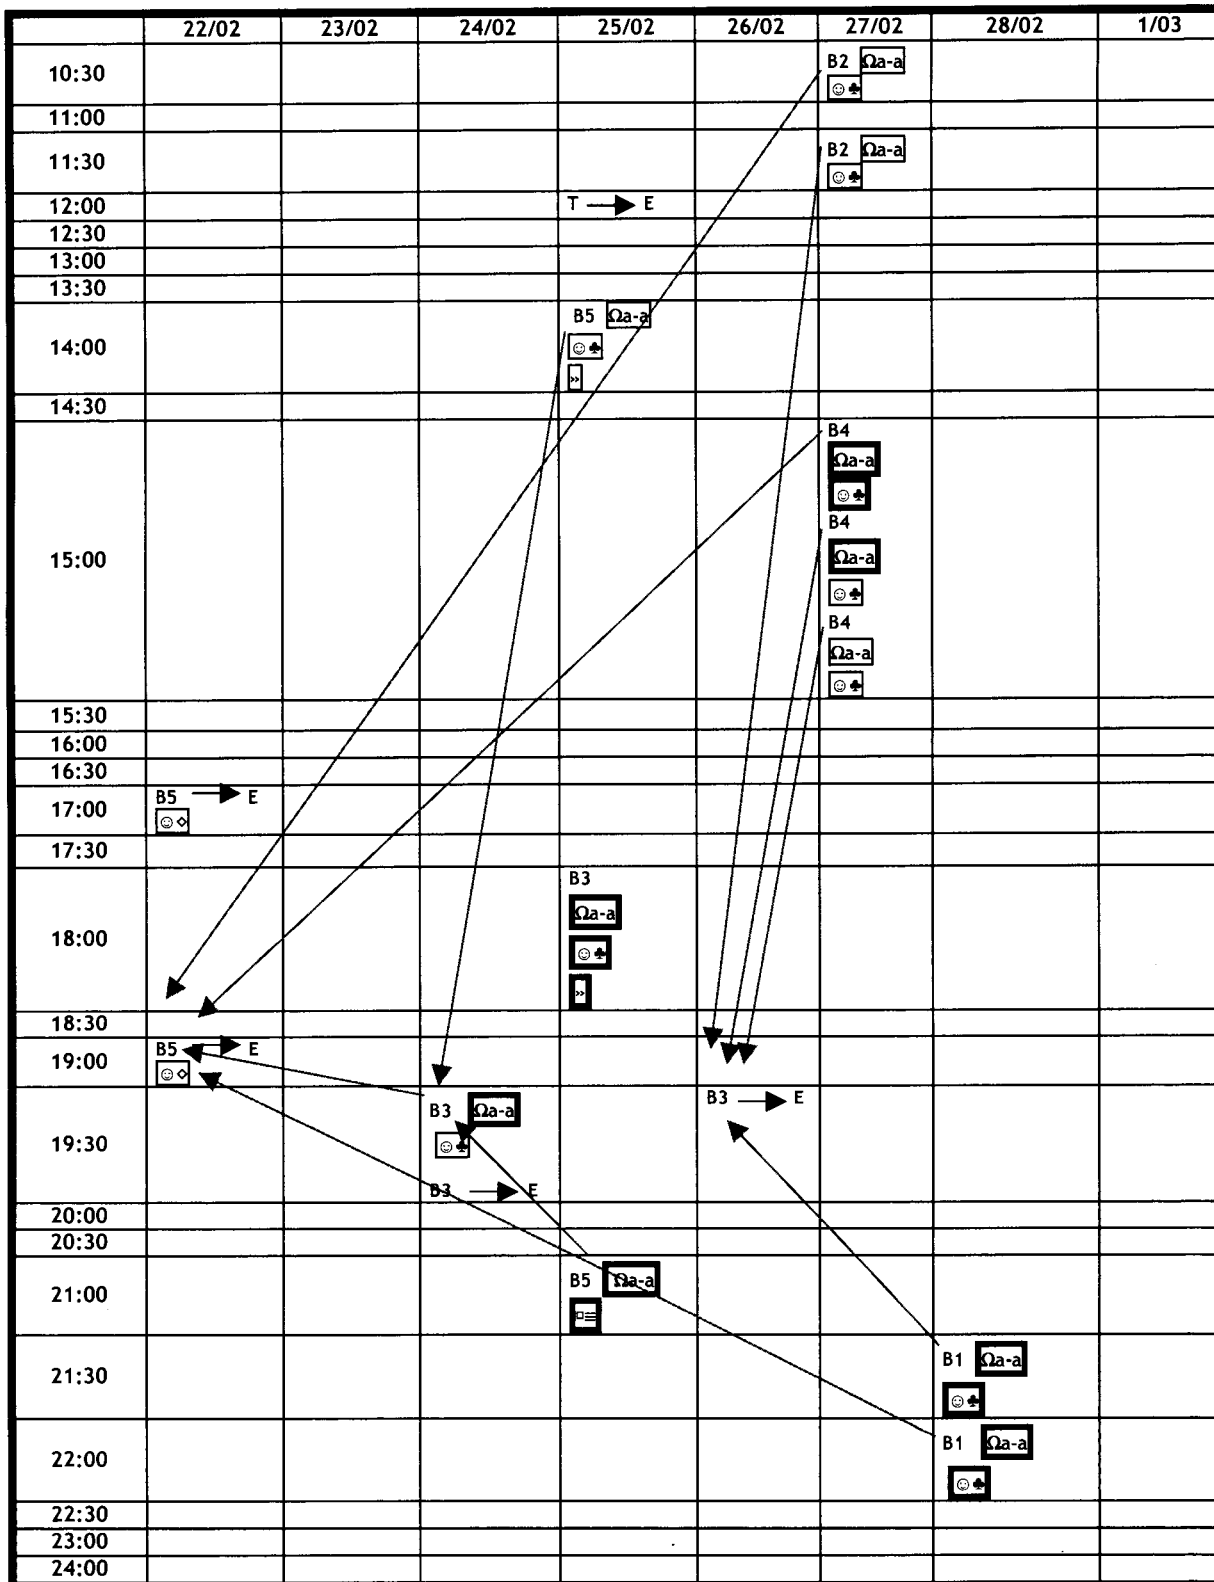 22/02 23/02 24/02 25/02 26/02 27/02 28/02 1/03
10:30 B2 Ωa-a
☺♣
11:00
11:30 B2 Ωa-a
☺♣
12:00 T → E
12:30
13:00
13:30
14:00 B5 Ωa-a
☺♣
»
14:30
15:00 B4
Ωa-a
☺♣
B4
Ωa-a
☺♣
B4
Ωa-a
☺♣
15:30
16:00
16:30
17:00 B5 → E
☺◇
17:30
18:00 B3
Ωa-a
☺♣
»
18:30
19:00 B5 → E
☺◇
19:30 B3 Ωa-a B3 → E
☺♣
B3 → E
20:00
20:30
21:00 B5 Ωa-a
□≡
21:30 B1 Ωa-a
☺♣
22:00 B1 Ωa-a
☺♣
22:30
23:00
24:00